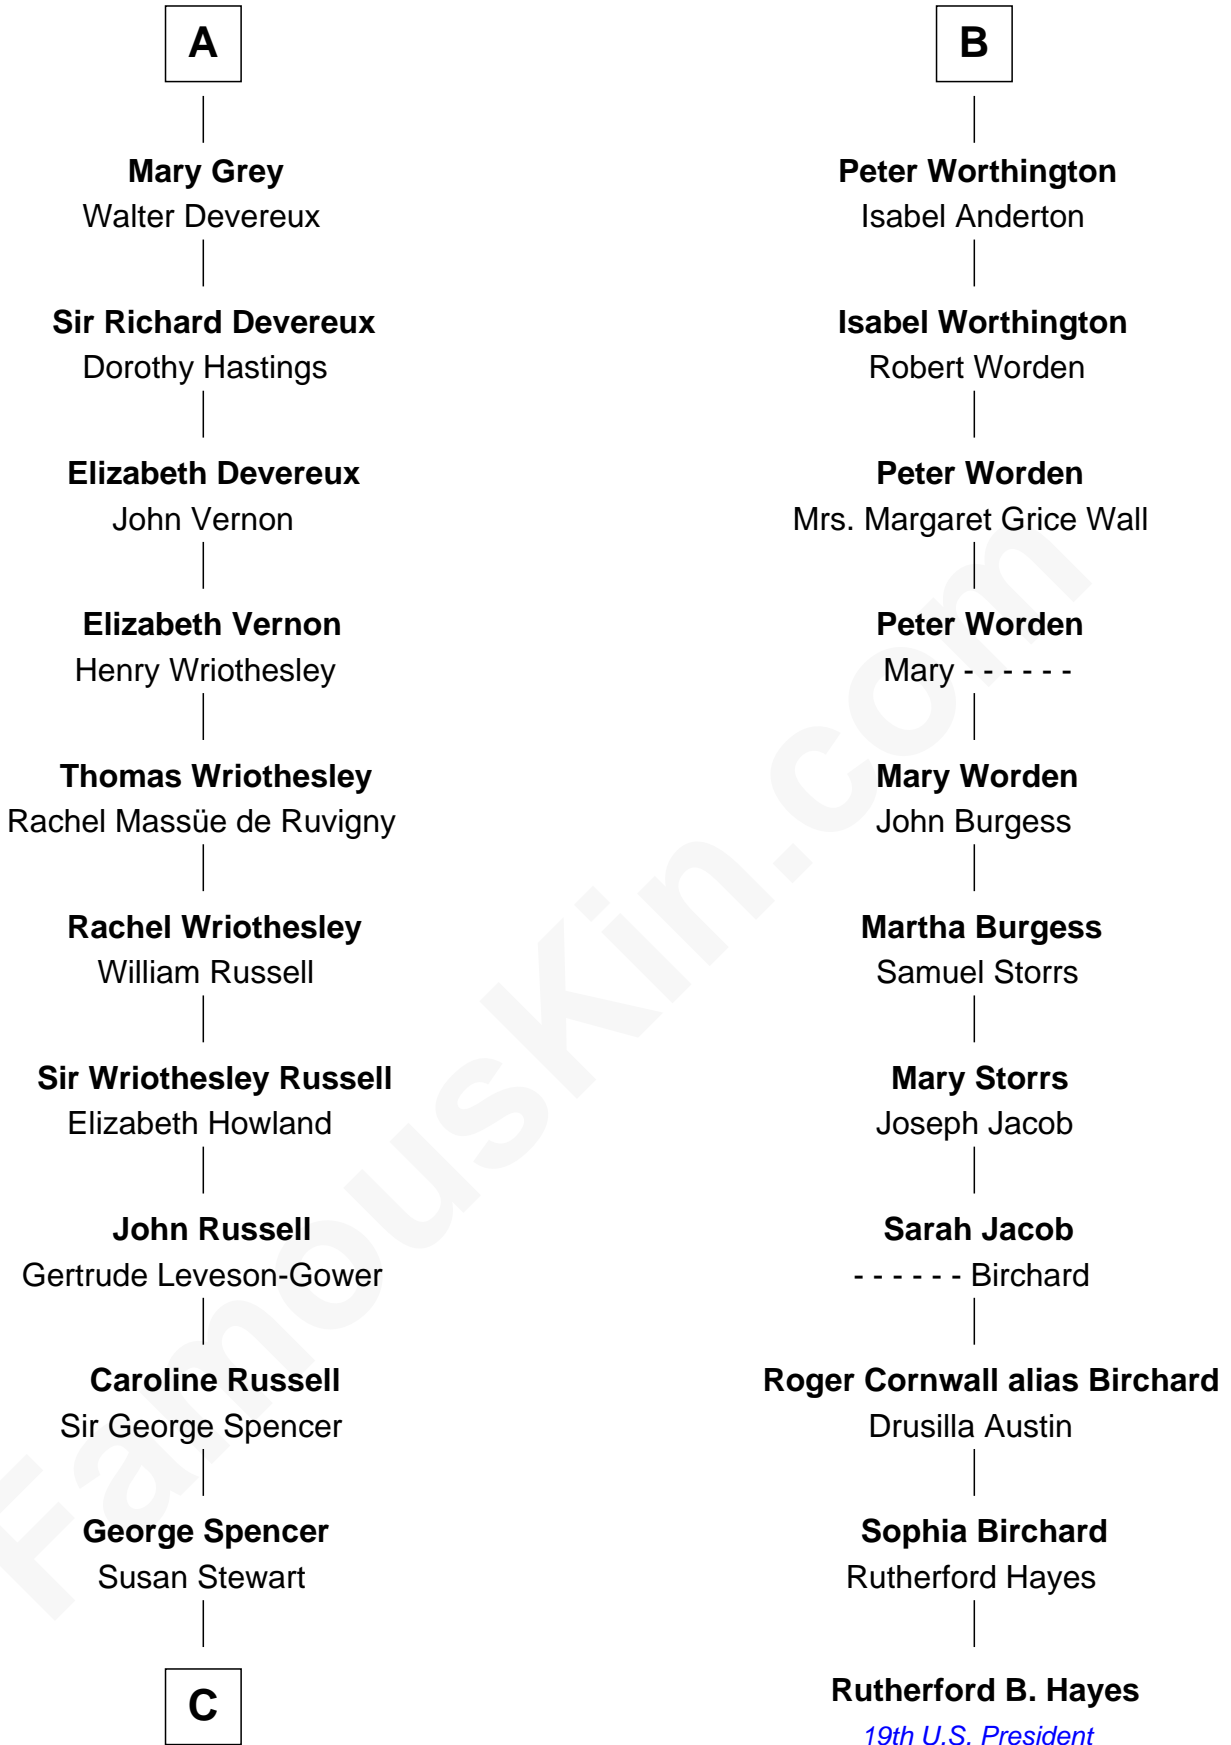 A
Mary Grey
Walter Devereux
Sir Richard Devereux
Dorothy Hastings
Elizabeth Devereux
John Vernon
Elizabeth Vernon
Henry Wriothesley
Thomas Wriothesley
Rachel Massüe de Ruvigny
Rachel Wriothesley
William Russell
Sir Wriothesley Russell
Elizabeth Howland
John Russell
Gertrude Leveson-Gower
Caroline Russell
Sir George Spencer
George Spencer
Susan Stewart
C
B
Peter Worthington
Isabel Anderton
Isabel Worthington
Robert Worden
Peter Worden
Mrs. Margaret Grice Wall
Peter Worden
Mary - - - - - -
Mary Worden
John Burgess
Martha Burgess
Samuel Storrs
Mary Storrs
Joseph Jacob
Sarah Jacob
- - - - - - Birchard
Roger Cornwall alias Birchard
Drusilla Austin
Sophia Birchard
Rutherford Hayes
Rutherford B. Hayes
19th U.S. President
FamousKin.com